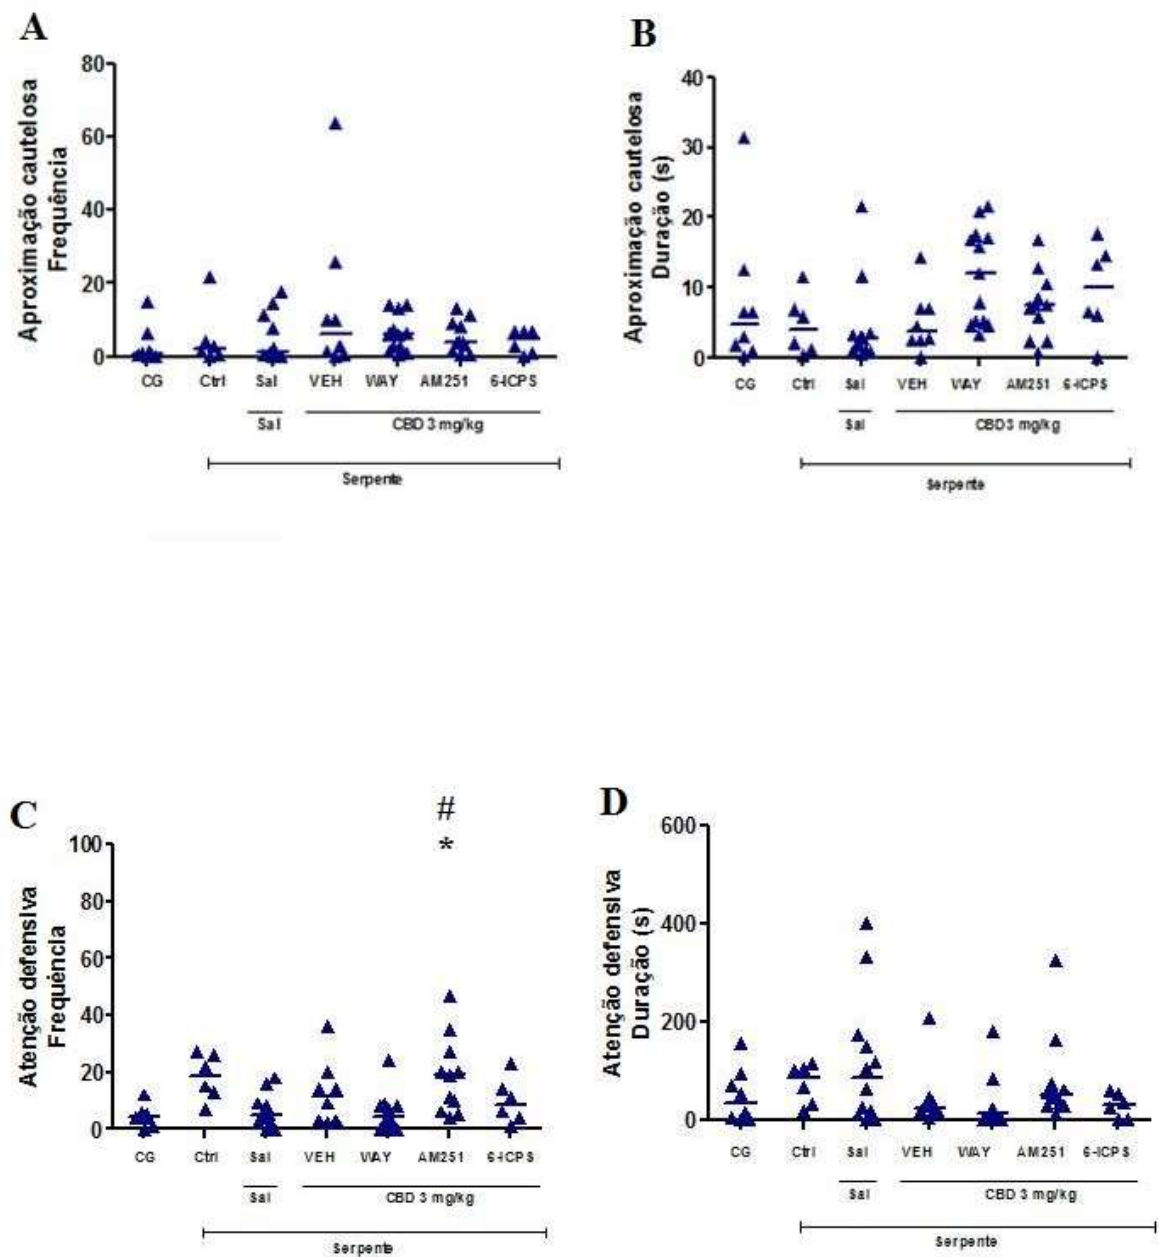 A
Aproximação cautelosa
Frequência
80
60
40
20
0
CG Ctrl Sal VEH WAY AM251 6-ICPS
Sal CBD 3 mg/kg
Serpente
B
Aproximação cautelosa
Duração (s)
40
30
20
10
0
CG Ctrl Sal VEH WAY AM251 6-ICPS
Sal CBD 3 mg/kg
Serpente
C
#
*
Atenção defensiva
Frequência
100
80
60
40
20
0
CG Ctrl Sal VEH WAY AM251 6-ICPS
Sal CBD 3 mg/kg
Serpente
D
Atenção defensiva
Duração (s)
600
400
200
0
CG Ctrl Sal VEH WAY AM251 6-ICPS
Sal CBD 3 mg/kg
Serpente